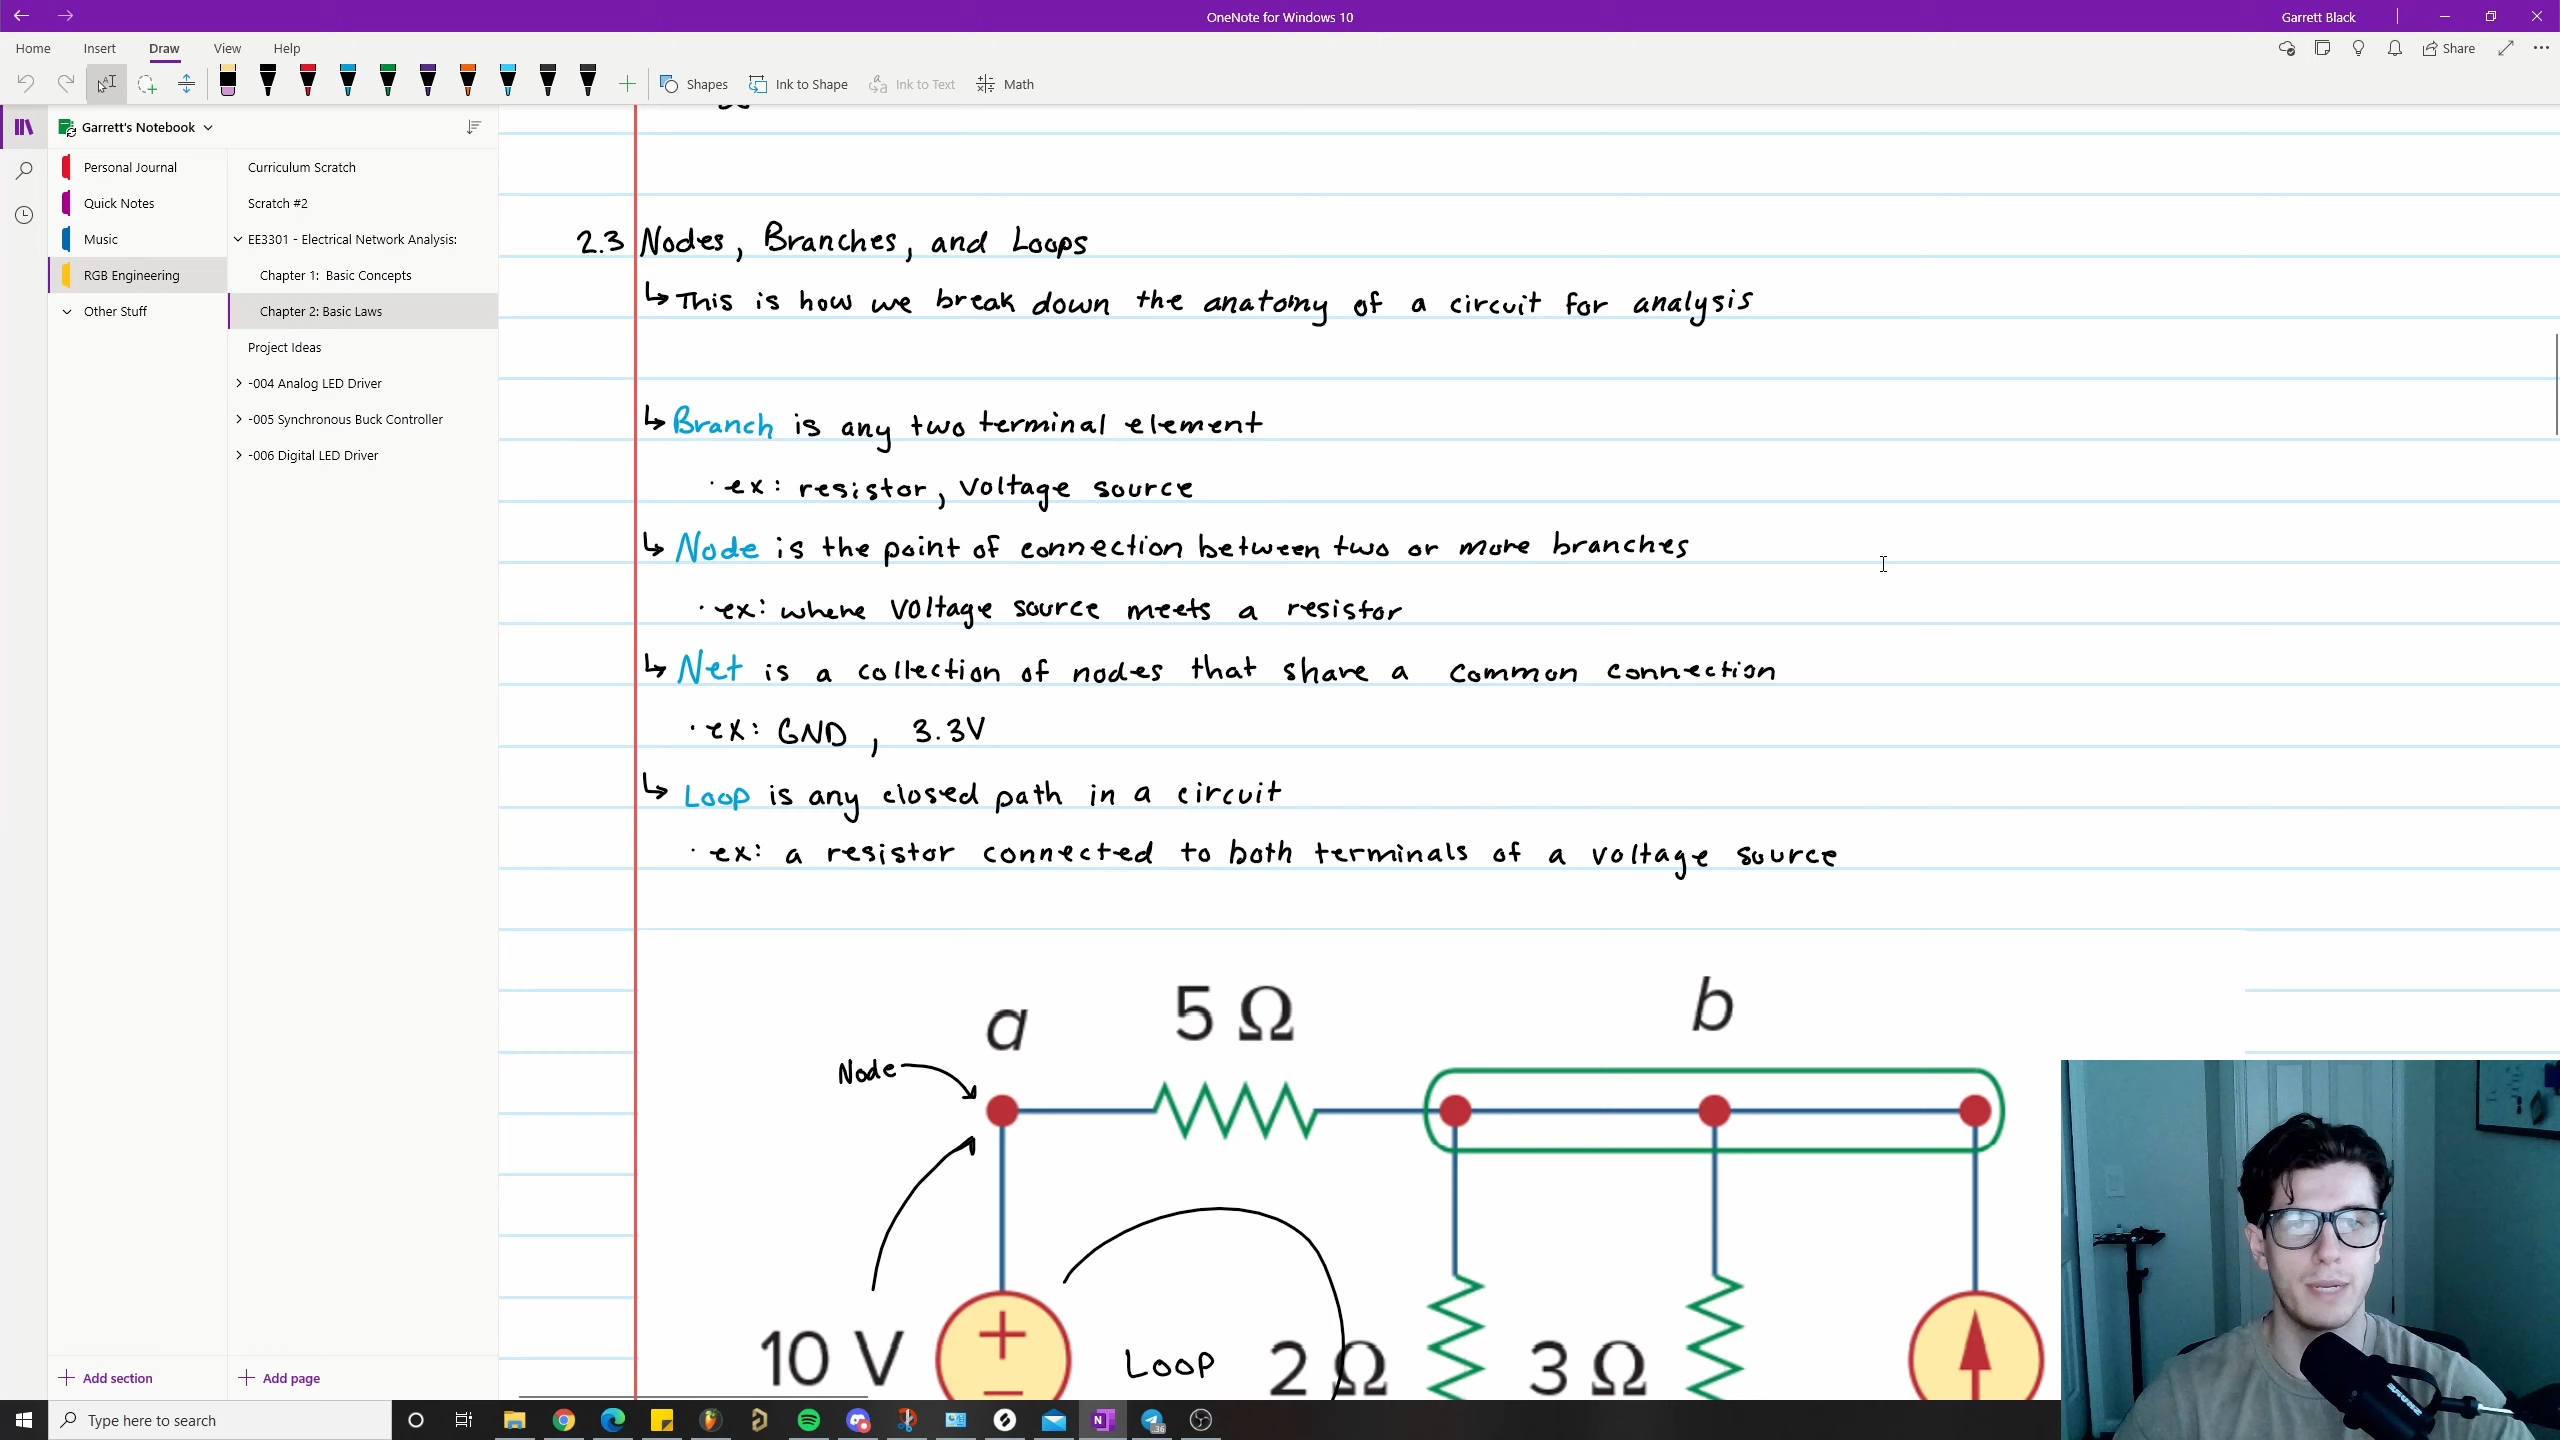 OneNote for Windows 10
Garrett Black
Home
Insert
Draw
View
Help
Share
Shapes
Ink to Shape
Ink to Text
Math
Garrett's Notebook
Personal Journal
Quick Notes
Music
RGB Engineering
Other Stuff
Curriculum Scratch
Scratch #2
EE3301 - Electrical Network Analysis:
Chapter 1: Basic Concepts
Chapter 2: Basic Laws
Project Ideas
-004 Analog LED Driver
-005 Synchronous Buck Controller
-006 Digital LED Driver
2.3 Nodes, Branches, and Loops
↳ This is how we break down the anatomy of a circuit for analysis
↳ Branch is any two terminal element
· ex: resistor, voltage source
↳ Node is the point of connection between two or more branches
· ex: where voltage source meets a resistor
↳ Net is a collection of nodes that share a common connection
· ex: GND, 3.3V
↳ Loop is any closed path in a circuit
· ex: a resistor connected to both terminals of a voltage source
a
5 Ω
b
Node
+
10 V
Loop
2 Ω
3 Ω
−
Add section
Add page
Type here to search